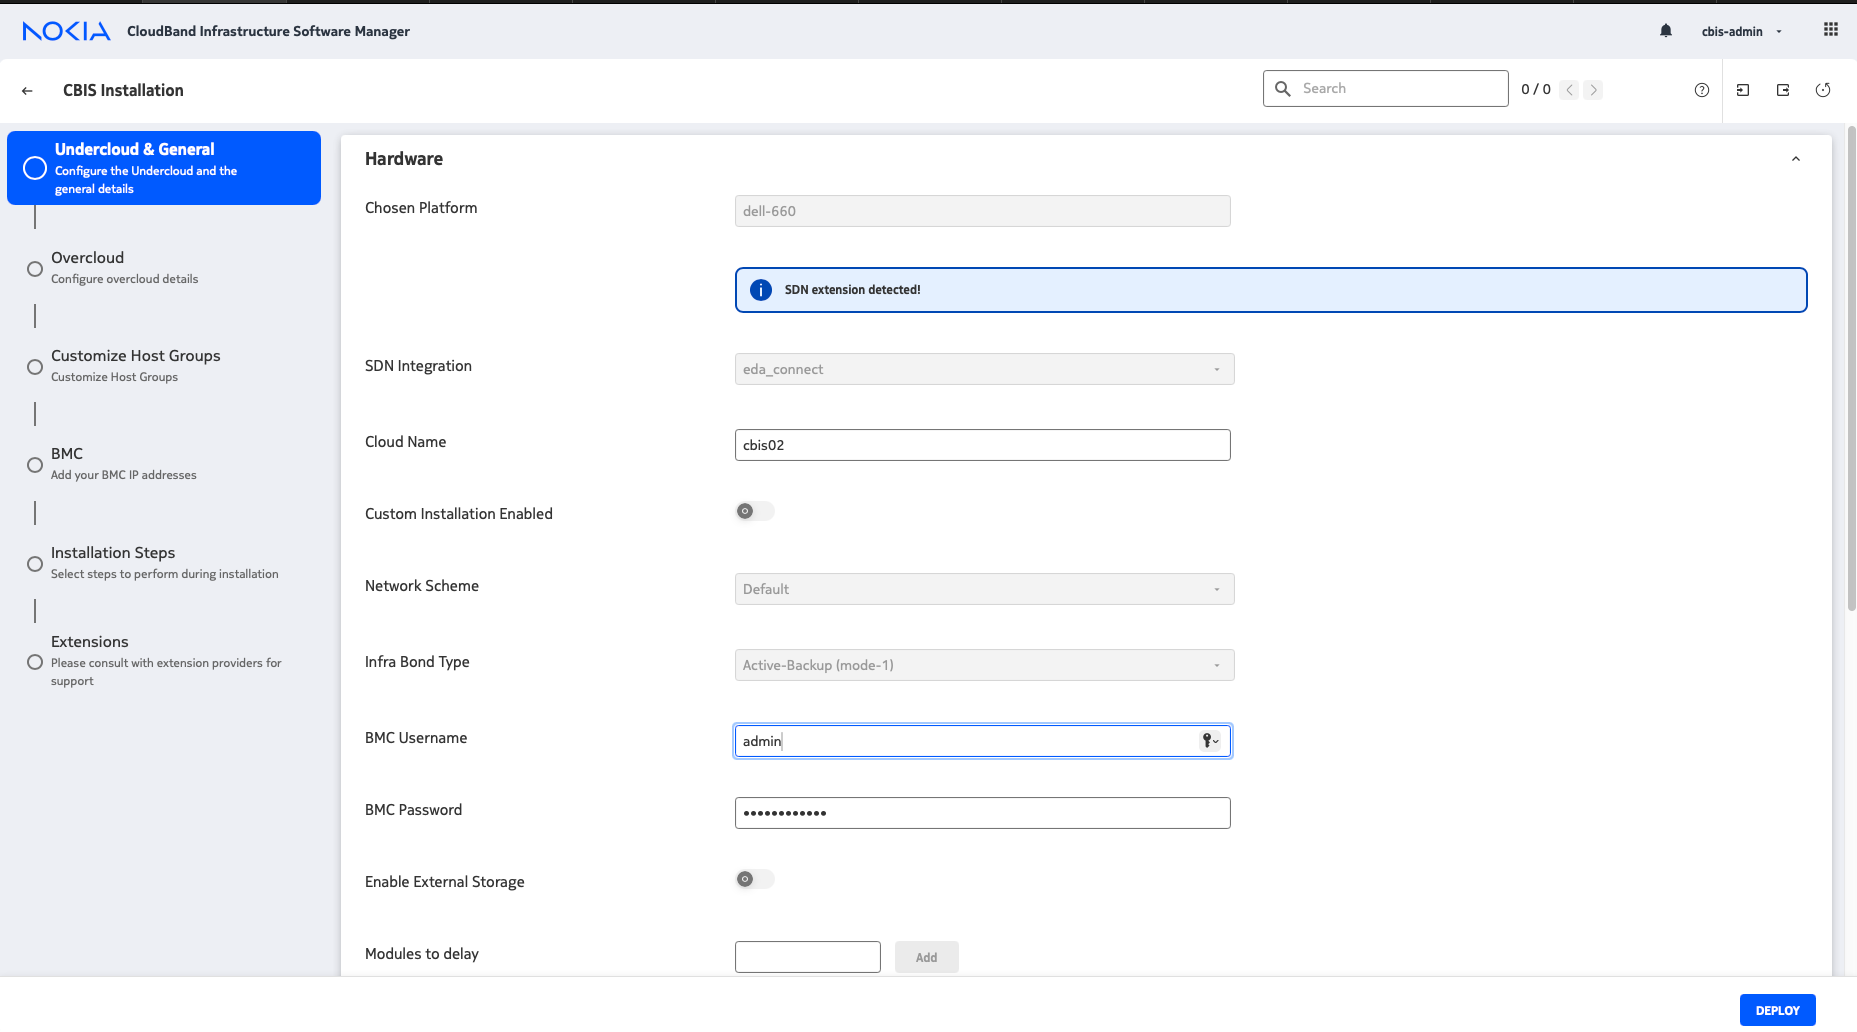 NOKIA CloudBand Infrastructure Software Manager
cbis-admin
CBIS Installation
Search
0 / 0
Undercloud & General
Configure the Undercloud and the
general details
Overcloud
Configure overcloud details
Customize Host Groups
Customize Host Groups
BMC
Add your BMC IP addresses
Installation Steps
Select steps to perform during installation
Extensions
Please consult with extension providers for
support
Hardware
Chosen Platform
dell-660
SDN extension detected!
SDN Integration
eda_connect
Cloud Name
cbis02
Custom Installation Enabled
Network Scheme
Default
Infra Bond Type
Active-Backup (mode-1)
BMC Username
admin
BMC Password
••••••••••••
Enable External Storage
Modules to delay
Add
DEPLOY